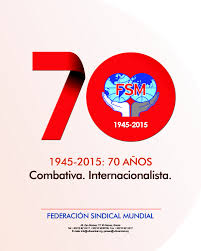 70
FSM
1945-2015
1945-2015: 70 AÑOS
Combativa. Internacionalista.
FEDERACIÓN SINDICAL MUNDIAL